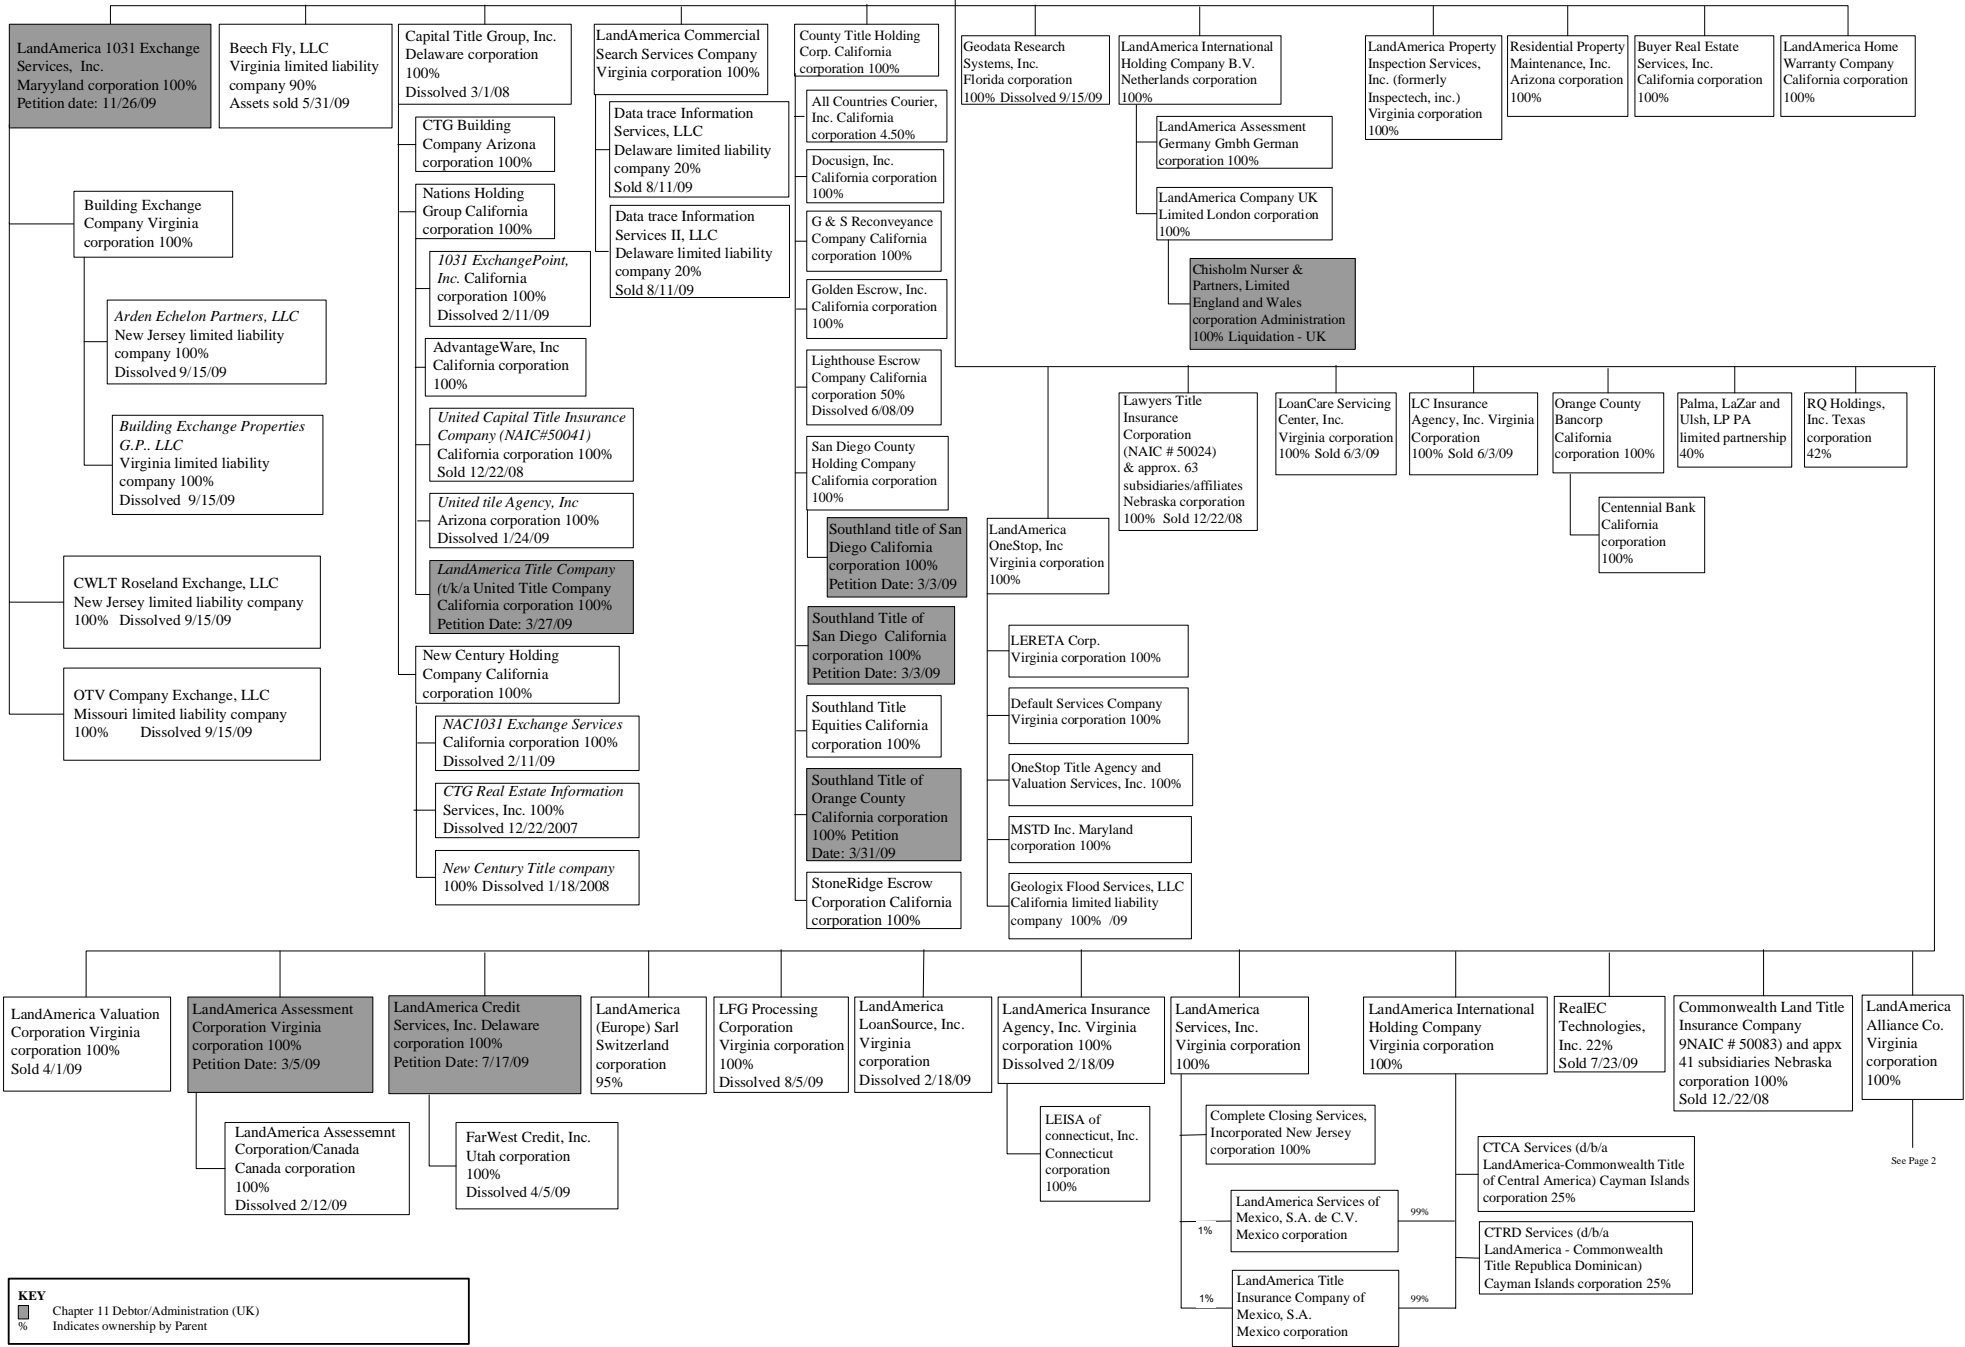 LandAmerica 1031 Exchange
Services, Inc.
Maryyland corporation 100%
Petition date: 11/26/09
Beech Fly, LLC
Virginia limited liability
company 90%
Assets sold 5/31/09
Capital Title Group, Inc.
Delaware corporation
100%
Dissolved 3/1/08
LandAmerica Commercial
Search Services Company
Virginia corporation 100%
County Title Holding
Corp. California
corporation 100%
Geodata Research
Systems, Inc.
Florida corporation
100% Dissolved 9/15/09
LandAmerica International
Holding Company B.V.
Netherlands corporation
100%
LandAmerica Property
Inspection Services,
Inc. (formerly
Inspectech, inc.)
Virginia corporation
100%
Residential Property
Maintenance, Inc.
Arizona corporation
100%
Buyer Real Estate
Services, Inc.
California corporation
100%
LandAmerica Home
Warranty Company
California corporation
100%
Building Exchange
Company Virginia
corporation 100%
Arden Echelon Partners, LLC
New Jersey limited liability
company 100%
Dissolved 9/15/09
Building Exchange Properties
G.P.. LLC
Virginia limited liability
company 100%
Dissolved 9/15/09
CWLT Roseland Exchange, LLC
New Jersey limited liability company
100% Dissolved 9/15/09
OTV Company Exchange, LLC
Missouri limited liability company
100% Dissolved 9/15/09
CTG Building
Company Arizona
corporation 100%
Nations Holding
Group California
corporation 100%
1031 ExchangePoint,
Inc. California
corporation 100%
Dissolved 2/11/09
AdvantageWare, Inc
California corporation
100%
United Capital Title Insurance
Company (NAIC#50041)
California corporation 100%
Sold 12/22/08
United tile Agency, Inc
Arizona corporation 100%
Dissolved 1/24/09
LandAmerica Title Company
(t/k/a United Title Company
California corporation 100%
Petition Date: 3/27/09
New Century Holding
Company California
corporation 100%
NAC1031 Exchange Services
California corporation 100%
Dissolved 2/11/09
CTG Real Estate Information
Services, Inc. 100%
Dissolved 12/22/2007
New Century Title company
100% Dissolved 1/18/2008
Data trace Information
Services, LLC
Delaware limited liability
company 20%
Sold 8/11/09
Data trace Information
Services II, LLC
Delaware limited liability
company 20%
Sold 8/11/09
All Countries Courier,
Inc. California
corporation 4.50%
Docusign, Inc.
California corporation
100%
G & S Reconveyance
Company California
corporation 100%
Golden Escrow, Inc.
California corporation
100%
Lighthouse Escrow
Company California
corporation 50%
Dissolved 6/08/09
San Diego County
Holding Company
California corporation
100%
Southland title of San
Diego California
corporation 100%
Petition Date: 3/3/09
Southland Title of
San Diego California
corporation 100%
Petition Date: 3/3/09
Southland Title
Equities California
corporation 100%
Southland Title of
Orange County
California corporation
100% Petition
Date: 3/31/09
StoneRidge Escrow
Corporation California
corporation 100%
LandAmerica Assessment
Germany Gmbh German
corporation 100%
LandAmerica Company UK
Limited London corporation
100%
Chisholm Nurser &
Partners, Limited
England and Wales
corporation Administration
100% Liquidation - UK
LandAmerica
OneStop, Inc
Virginia corporation
100%
LERETA Corp.
Virginia corporation 100%
Default Services Company
Virginia corporation 100%
OneStop Title Agency and
Valuation Services, Inc. 100%
MSTD Inc. Maryland
corporation 100%
Geologix Flood Services, LLC
California limited liability
company 100% /09
Lawyers Title
Insurance
Corporation
(NAIC # 50024)
& approx. 63
subsidiaries/affiliates
Nebraska corporation
100% Sold 12/22/08
LoanCare Servicing
Center, Inc.
Virginia corporation
100% Sold 6/3/09
LC Insurance
Agency, Inc. Virginia
Corporation
100% Sold 6/3/09
Orange County
Bancorp
California
corporation 100%
Centennial Bank
California
corporation
100%
Palma, LaZar and
Ulsh, LP PA
limited partnership
40%
RQ Holdings,
Inc. Texas
corporation
42%
LandAmerica Valuation
Corporation Virginia
corporation 100%
Sold 4/1/09
LandAmerica Assessment
Corporation Virginia
corporation 100%
Petition Date: 3/5/09
LandAmerica Assessemnt
Corporation/Canada
Canada corporation
100%
Dissolved 2/12/09
LandAmerica Credit
Services, Inc. Delaware
corporation 100%
Petition Date: 7/17/09
FarWest Credit, Inc.
Utah corporation
100%
Dissolved 4/5/09
LandAmerica
(Europe) Sarl
Switzerland
corporation
95%
LFG Processing
Corporation
Virginia corporation
100%
Dissolved 8/5/09
LandAmerica
LoanSource, Inc.
Virginia
corporation
Dissolved 2/18/09
LandAmerica Insurance
Agency, Inc. Virginia
corporation 100%
Dissolved 2/18/09
LEISA of
connecticut, Inc.
Connecticut
corporation
100%
LandAmerica
Services, Inc.
Virginia corporation
100%
Complete Closing Services,
Incorporated New Jersey
corporation 100%
LandAmerica Services of
Mexico, S.A. de C.V.
Mexico corporation
1%
99%
LandAmerica Title
Insurance Company of
Mexico, S.A.
Mexico corporation
1%
99%
LandAmerica International
Holding Company
Virginia corporation
100%
CTCA Services (d/b/a
LandAmerica-Commonwealth Title
of Central America) Cayman Islands
corporation 25%
CTRD Services (d/b/a
LandAmerica - Commonwealth
Title Republica Dominican)
Cayman Islands corporation 25%
RealEC
Technologies,
Inc. 22%
Sold 7/23/09
Commonwealth Land Title
Insurance Company
9NAIC # 50083) and appx
41 subsidiaries Nebraska
corporation 100%
Sold 12./22/08
LandAmerica
Alliance Co.
Virginia
corporation
100%
See Page 2
KEY
Chapter 11 Debtor/Administration (UK)
% Indicates ownership by Parent